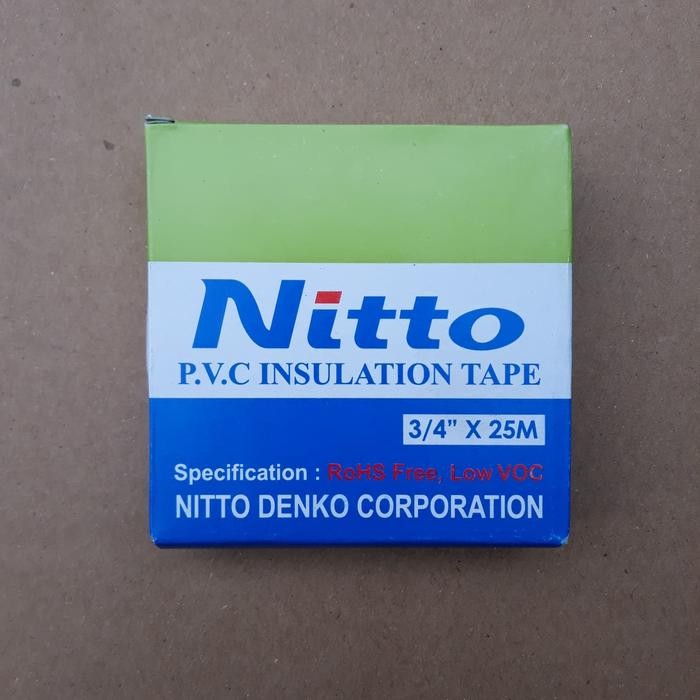 Nitto
P.V.C INSULATION TAPE
3/4” X 25M
Specification : RoHS Free, Low VOC
NITTO DENKO CORPORATION